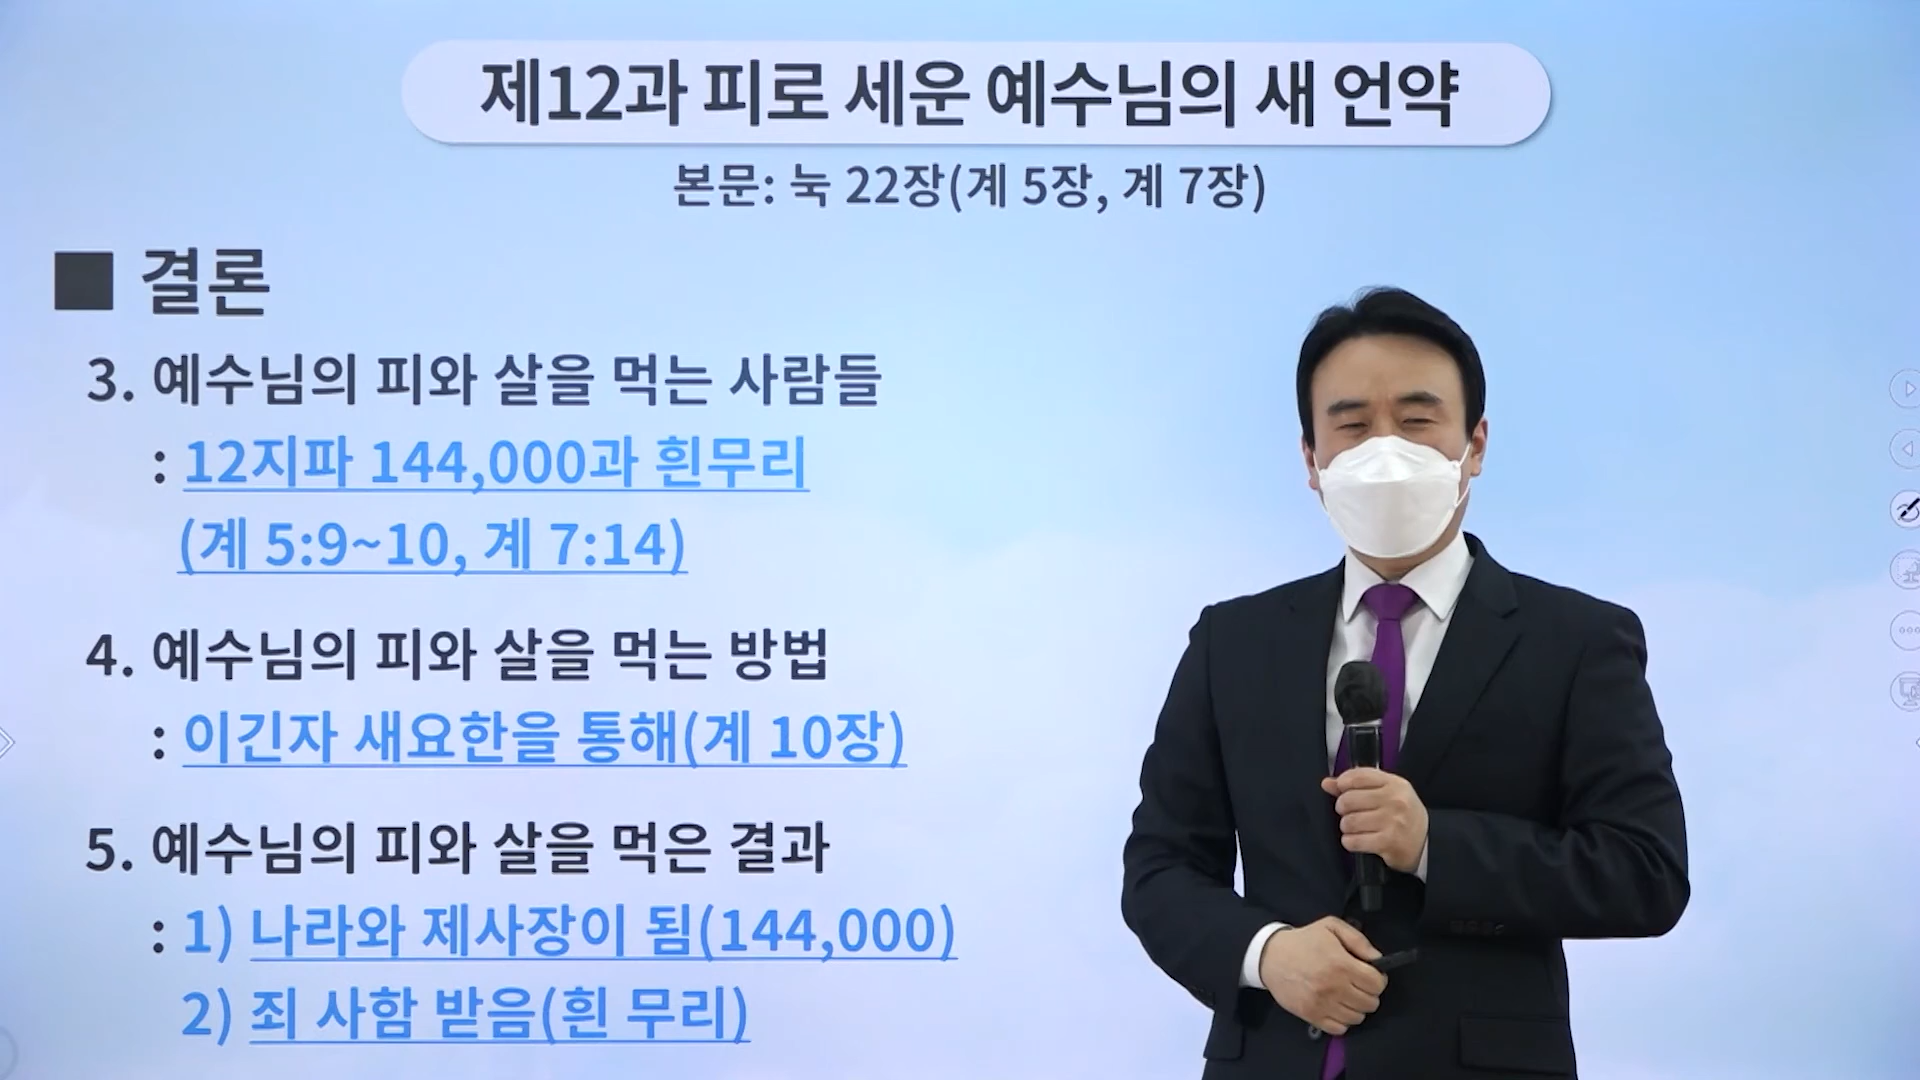 제12과 피로 세운 예수님의 새 언약
본문: 눅 22장(계 5장, 계 7장)
■ 결론
3. 예수님의 피와 살을 먹는 사람들
: 12지파 144,000과 흰무리
(계 5:9~10, 계 7:14)
4. 예수님의 피와 살을 먹는 방법
: 이긴자 새요한을 통해(계 10장)
5. 예수님의 피와 살을 먹은 결과
: 1) 나라와 제사장이 됨(144,000)
2) 죄 사함 받음(흰 무리)